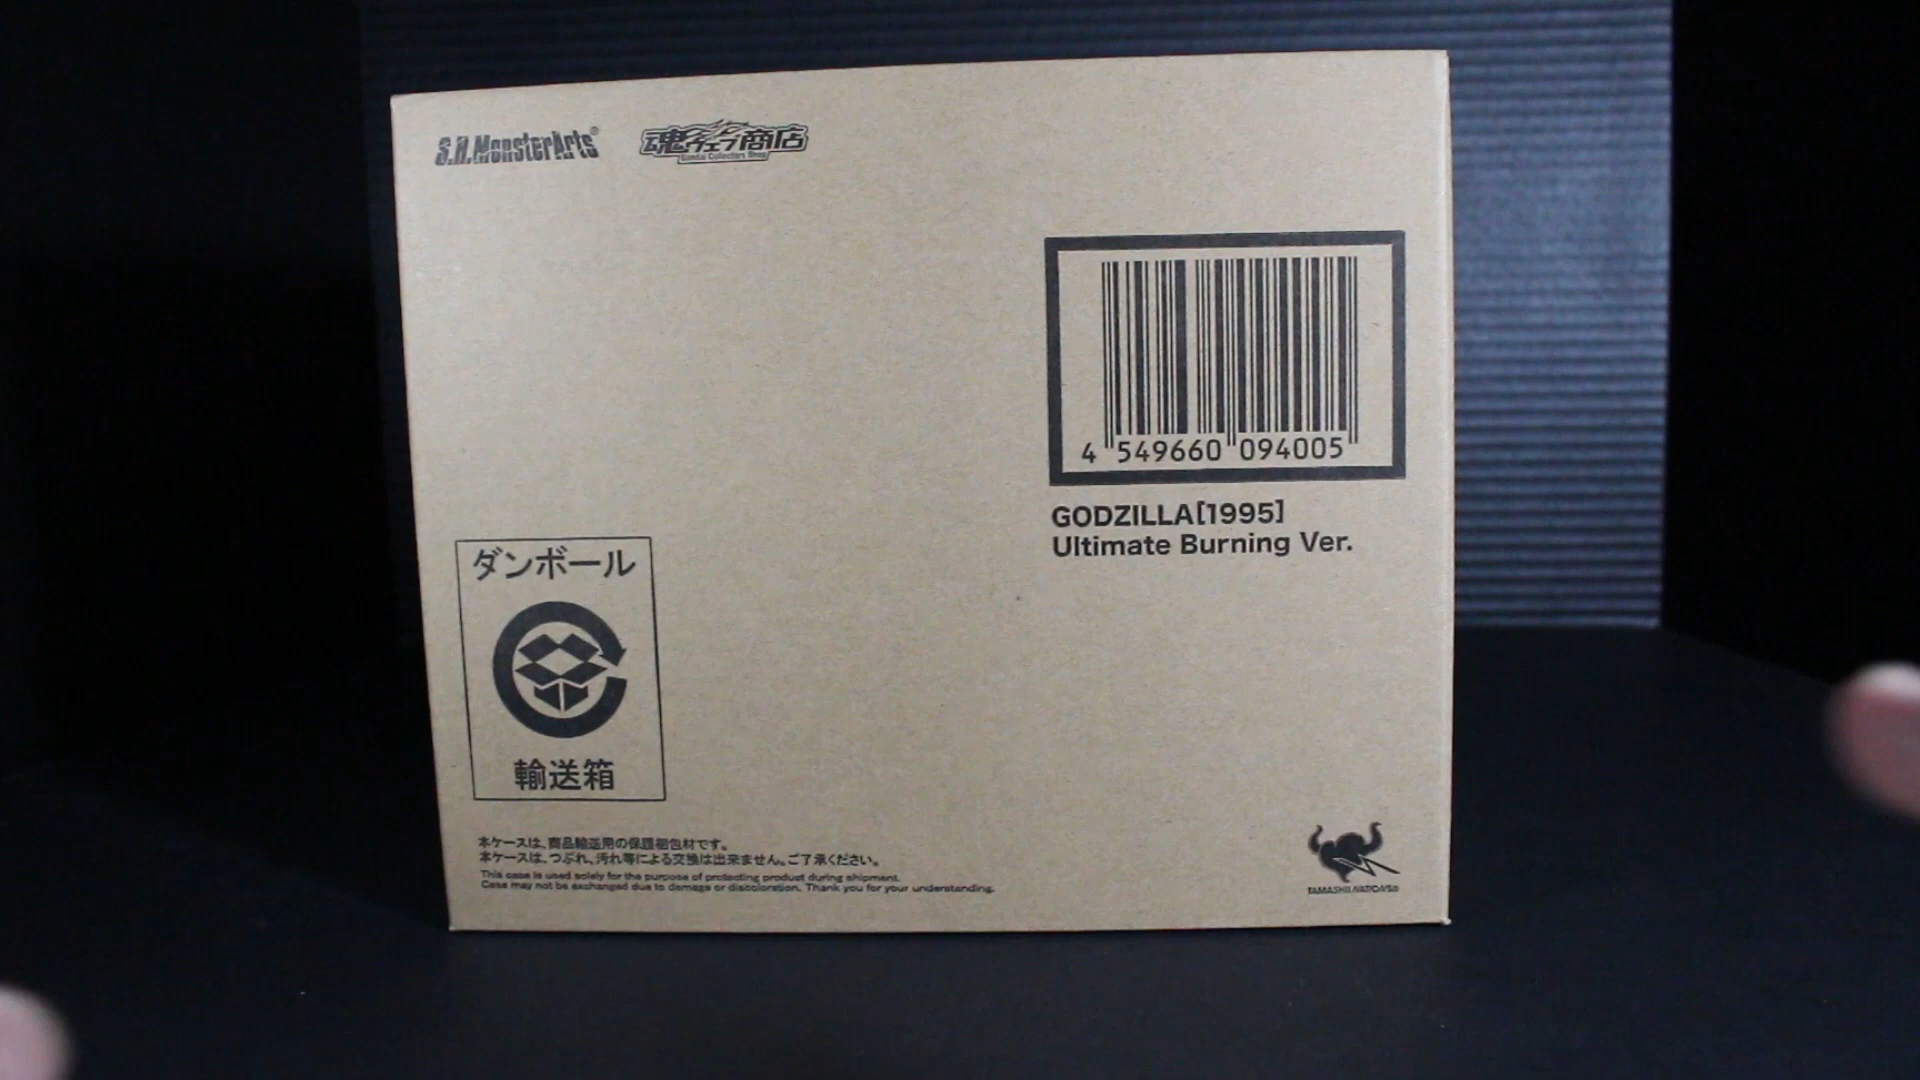 S.H.MonsterArts®
魂ウェブ商店
Bandai Collectors Shop
4 549660 094005
GODZILLA[1995]
Ultimate Burning Ver.
ダンボール
輸送箱
本ケースは、商品輸送用の保護梱包材です。
本ケースは、つぶれ、汚れ等による交換は出来ません。ご了承ください。
This case is used solely for the purpose of protecting product during shipment.
Case may not be exchanged due to damage or discoloration. Thank you for your understanding.
TAMASHII NATIONS®